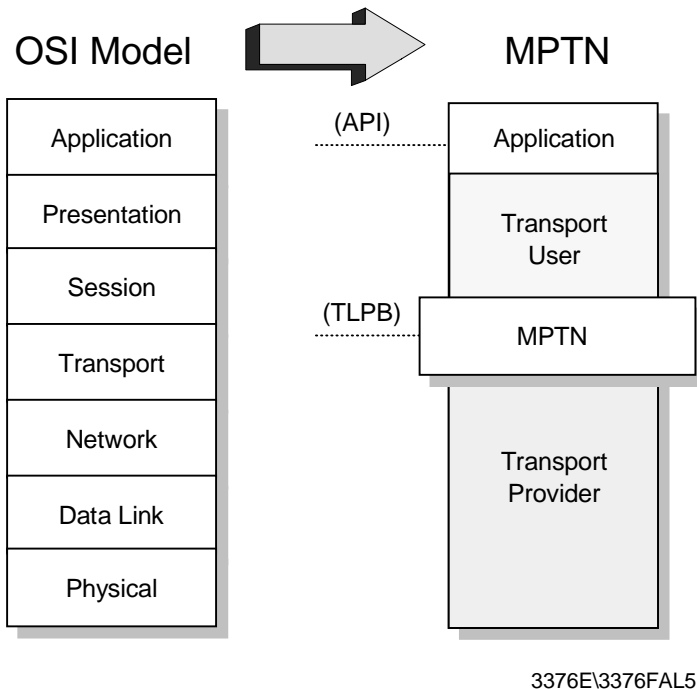 OSI Model
MPTN
Application
Presentation
Session
Transport
Network
Data Link
Physical
(API)
(TLPB)
Application
Transport
User
MPTN
Transport
Provider
3376E\3376FAL5